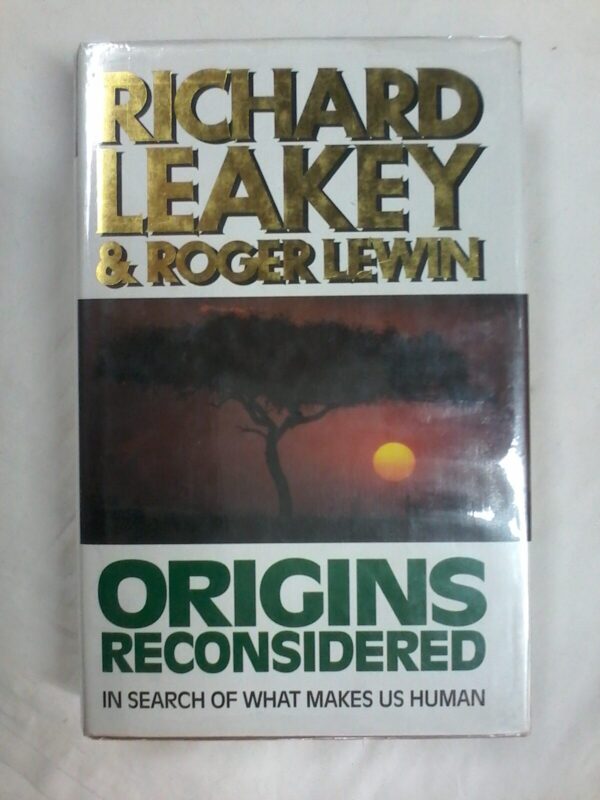 RICHARD
LEAKEY
& ROGER LEWIN
ORIGINS
RECONSIDERED
IN SEARCH OF WHAT MAKES US HUMAN